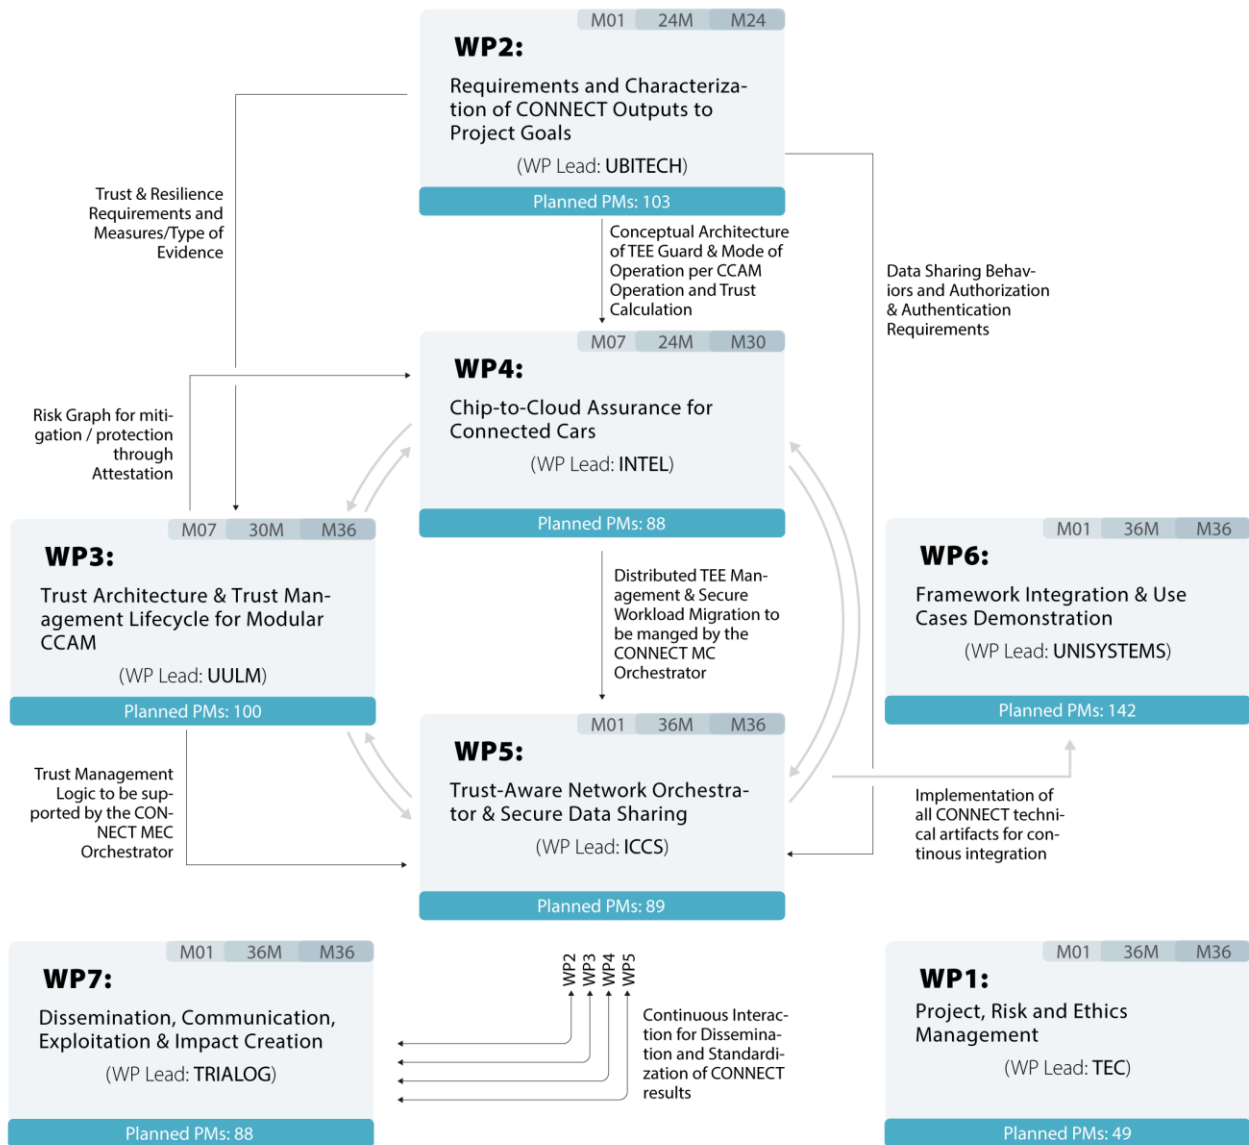 M01 24M M24
WP2:
Requirements and Characteriza-
tion of CONNECT Outputs to
Project Goals
(WP Lead: UBITECH)
Planned PMs: 103
Trust & Resilience
Requirements and
Measures/Type of
Evidence
Conceptual Architecture
of TEE Guard & Mode of
Operation per CCAM
Operation and Trust
Calculation
Data Sharing Behav-
iors and Authorization
& Authentication
Requirements
M07 24M M30
WP4:
Chip-to-Cloud Assurance for
Connected Cars
(WP Lead: INTEL)
Planned PMs: 88
Risk Graph for miti-
gation / protection
through
Attestation
M07 30M M36
WP3:
Trust Architecture & Trust Man-
agement Lifecycle for Modular
CCAM
(WP Lead: UULM)
Planned PMs: 100
Distributed TEE Man-
agement & Secure
Workload Migration to
be manged by the
CONNECT MC
Orchestrator
M01 36M M36
WP6:
Framework Integration & Use
Cases Demonstration
(WP Lead: UNISYSTEMS)
Planned PMs: 142
Trust Management
Logic to be sup-
ported by the CON-
NECT MEC
Orchestrator
M01 36M M36
WP5:
Trust-Aware Network Orchestra-
tor & Secure Data Sharing
(WP Lead: ICCS)
Planned PMs: 89
Implementation of
all CONNECT techni-
cal artifacts for con-
tinous integration
M01 36M M36
WP7:
Dissemination, Communication,
Exploitation & Impact Creation
(WP Lead: TRIALOG)
Planned PMs: 88
WP2
WP3
WP4
WP5
Continuous Interac-
tion for Dissemina-
tion and Standardi-
zation of CONNECT
results
M01 36M M36
WP1:
Project, Risk and Ethics
Management
(WP Lead: TEC)
Planned PMs: 49